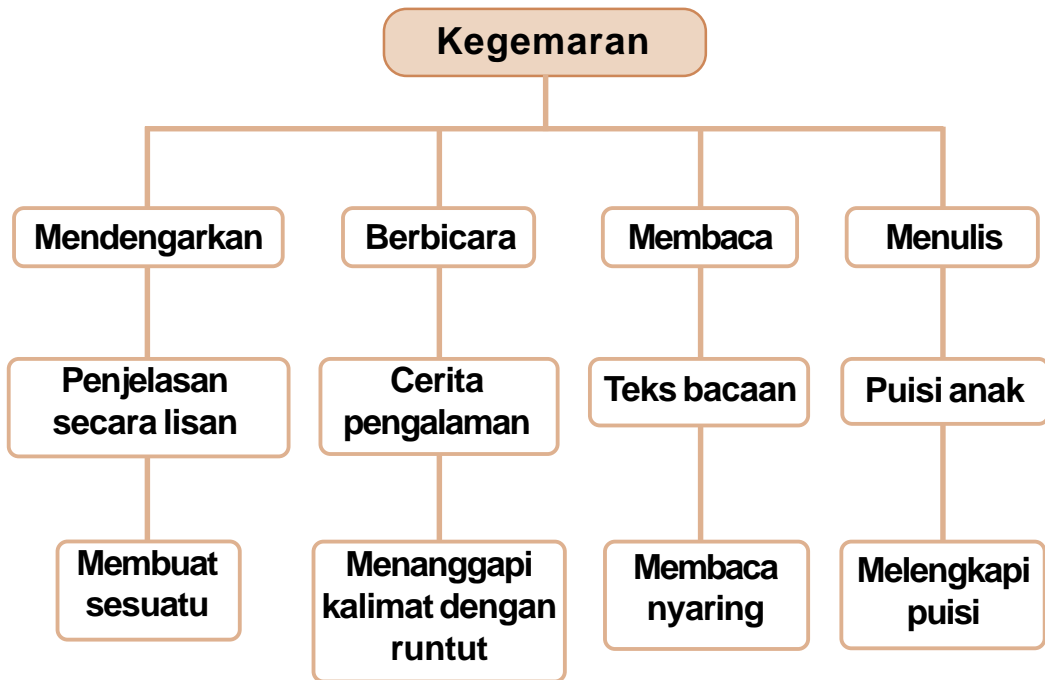 Kegemaran
Mendengarkan
Berbicara
Membaca
Menulis
Penjelasan
secara lisan
Cerita
pengalaman
Teks bacaan
Puisi anak
Membuat
sesuatu
Menanggapi
kalimat dengan
runtut
Membaca
nyaring
Melengkapi
puisi